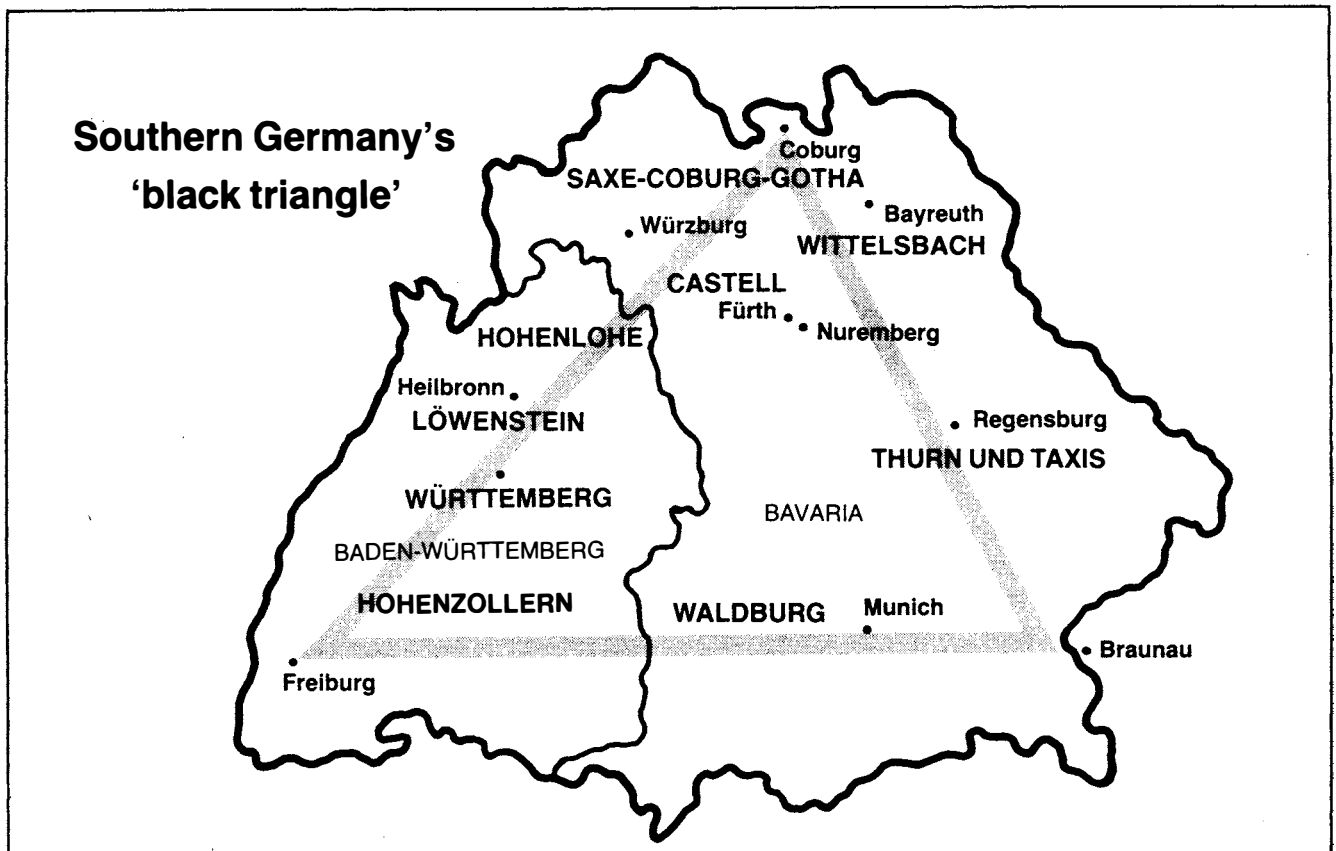 Southern Germany's
'black triangle'
Coburg
SAXE-COBURG-GOTHA
Bayreuth
Würzburg
WITTELSBACH
CASTELL
Fürth
Nuremberg
HOHENLOHE
Heilbronn
LÖWENSTEIN
Regensburg
THURN UND TAXIS
WÜRTTEMBERG
BAVARIA
BADEN-WÜRTTEMBERG
HOHENZOLLERN
WALDBURG
Munich
Braunau
Freiburg